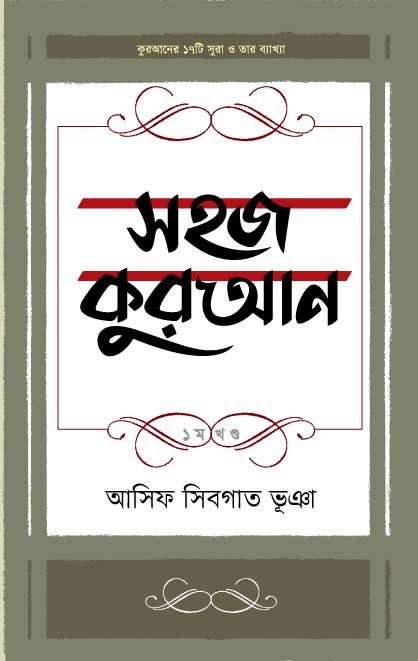 কুরআনের ১৭টি সুরা ও তার ব্যাখ্যা
সহজ
কুরআন
১ম খণ্ড
আসিফ সিবগাত ভূঞা